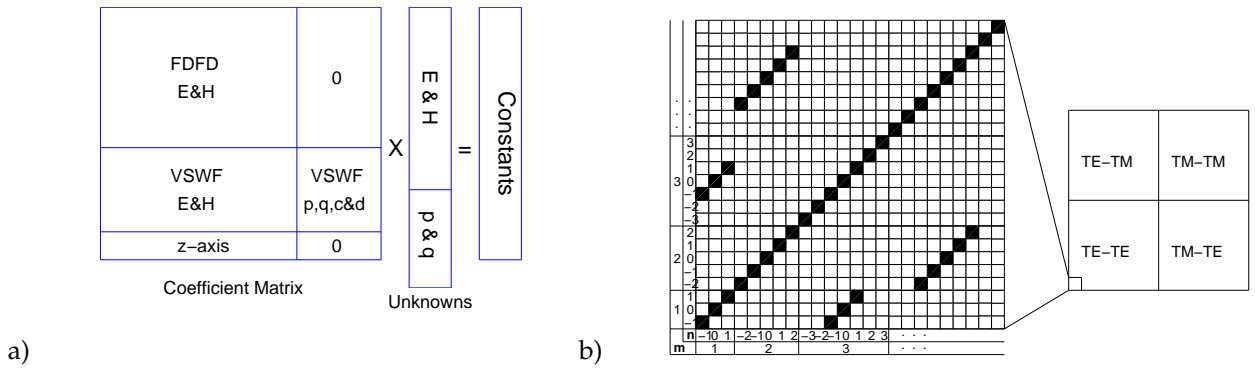 FDFD
E&H
0
VSWF
E&H
VSWF
p,q,c&d
z−axis
0
X
E & H
p & q
=
Constants
Coefficient Matrix
Unknowns
a)
. . .
. . .
. . .
3
2
1
3 0
−1
−2
−3
2
1
2 0
−1
−2
1
1 0
−1
n −1 0 1 −2 −1 0 1 2 −3 −2 −1 0 1 2 3 . . .
m 1 2 3 . . .
TE−TM TM−TM
TE−TE TM−TE
b)